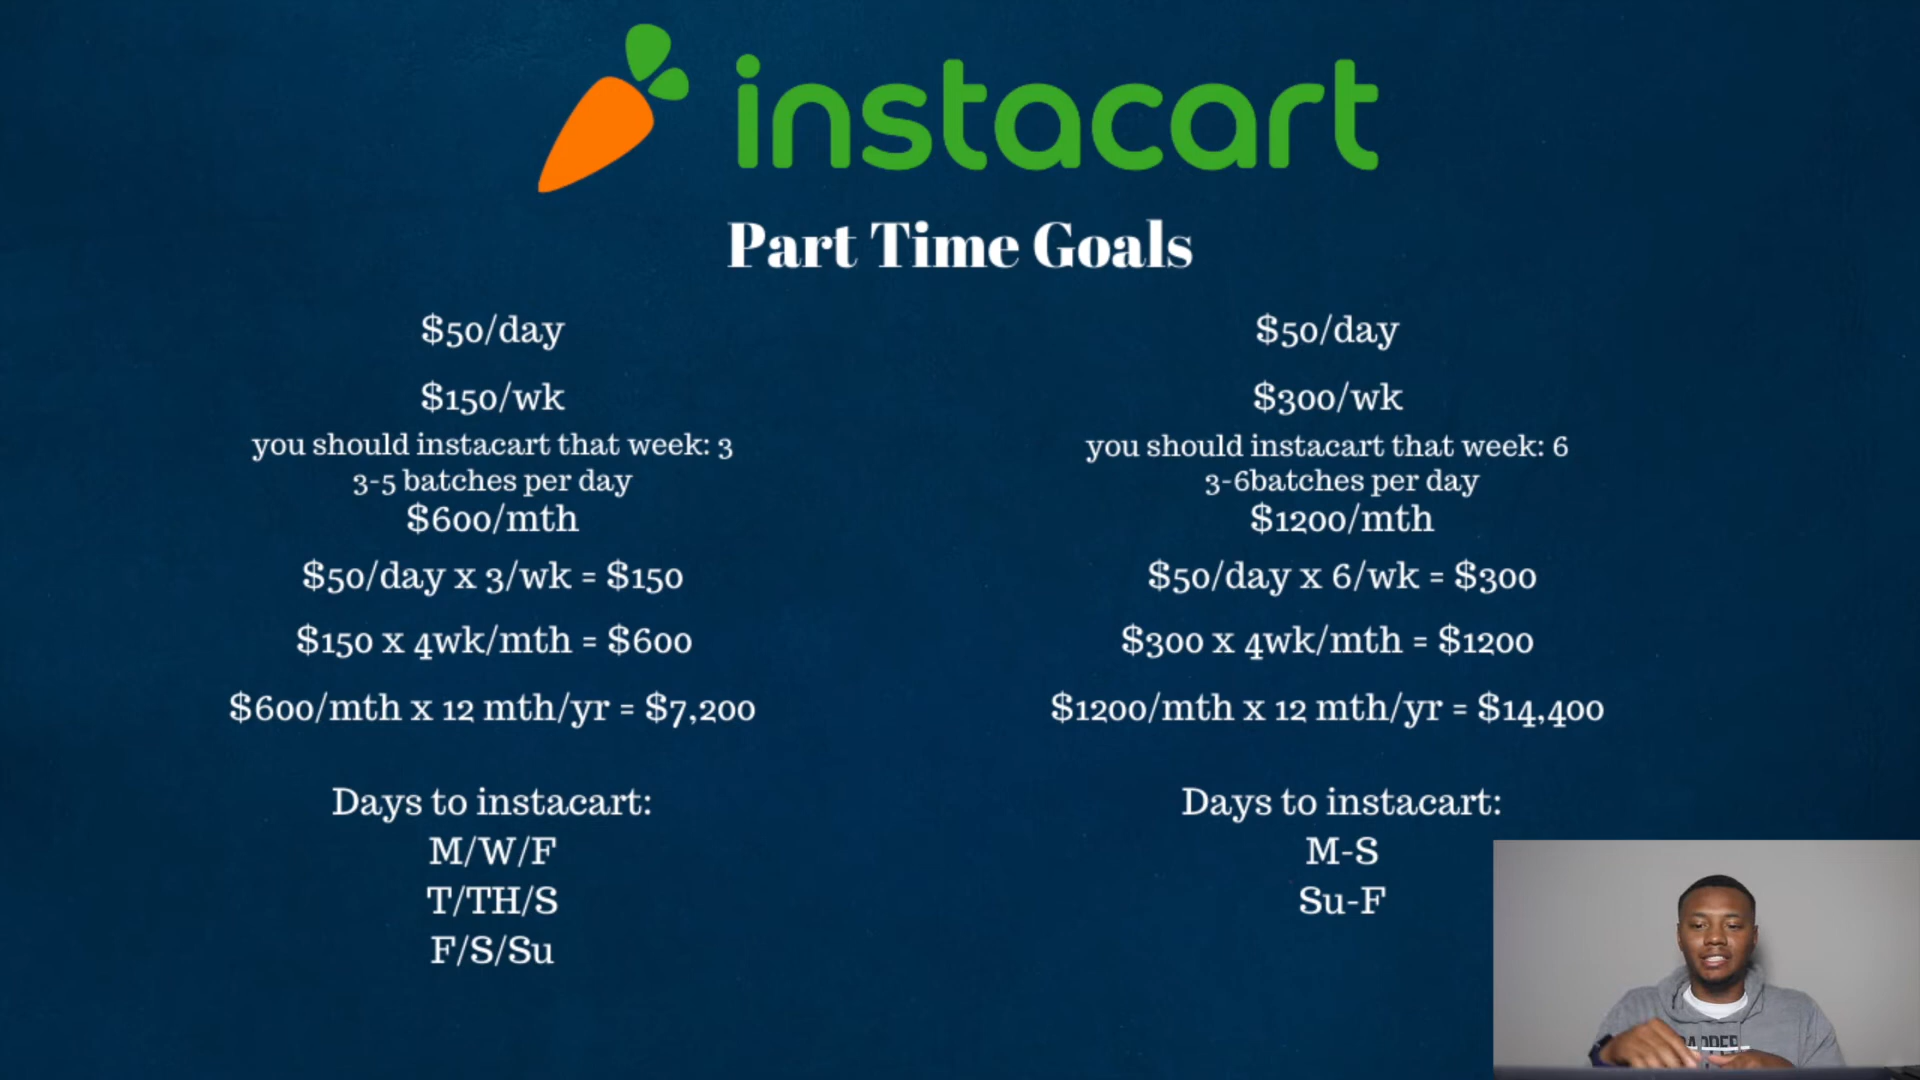 instacart
Part Time Goals
$50/day
$150/wk
you should instacart that week: 3
3-5 batches per day
$600/mth
$50/day x 3/wk = $150
$150 x 4wk/mth = $600
$600/mth x 12 mth/yr = $7,200
Days to instacart:
M/W/F
T/TH/S
F/S/Su
$50/day
$300/wk
you should instacart that week: 6
3-6batches per day
$1200/mth
$50/day x 6/wk = $300
$300 x 4wk/mth = $1200
$1200/mth x 12 mth/yr = $14,400
Days to instacart:
M-S
Su-F